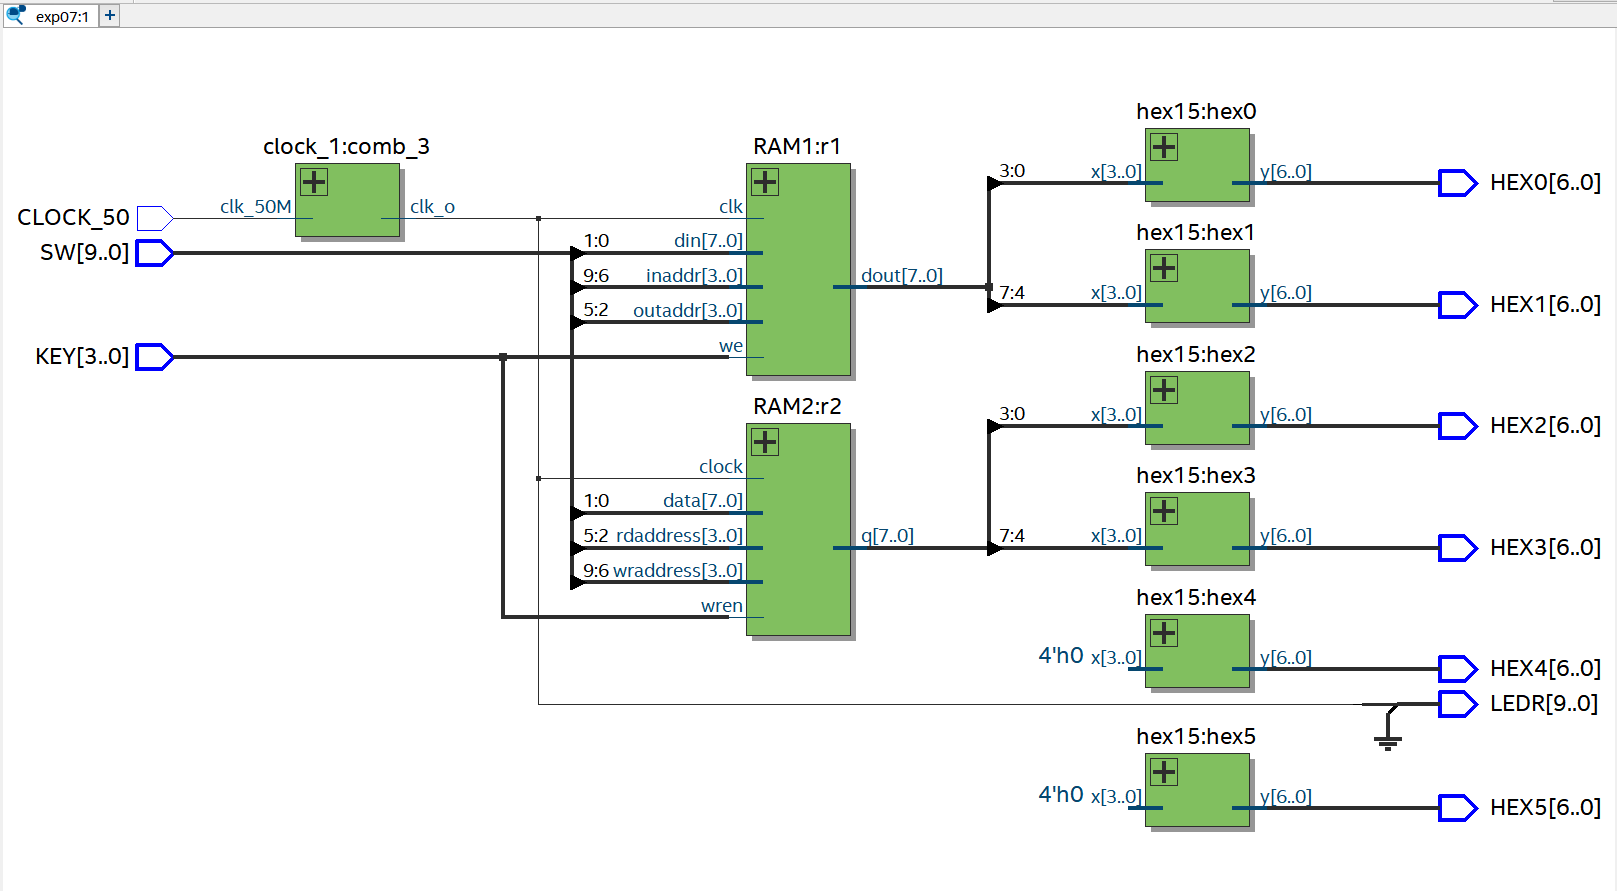 exp07:1
hex15:hex0
clock_1:comb_3
RAM1:r1
3:0 x[3..0] y[6..0] HEX0[6..0]
CLOCK_50 clk_50M clk_o clk
hex15:hex1
SW[9..0] 1:0 din[7..0]
9:6 inaddr[3..0] dout[7..0]
7:4 x[3..0] y[6..0] HEX1[6..0]
5:2 outaddr[3..0]
KEY[3..0] we
hex15:hex2
RAM2:r2
3:0 x[3..0] y[6..0] HEX2[6..0]
clock
hex15:hex3
1:0 data[7..0]
5:2 rdaddress[3..0] q[7..0] 7:4 x[3..0] y[6..0] HEX3[6..0]
9:6 wraddress[3..0]
hex15:hex4
wren
4'h0 x[3..0] y[6..0] HEX4[6..0]
LEDR[9..0]
hex15:hex5
4'h0 x[3..0] y[6..0] HEX5[6..0]